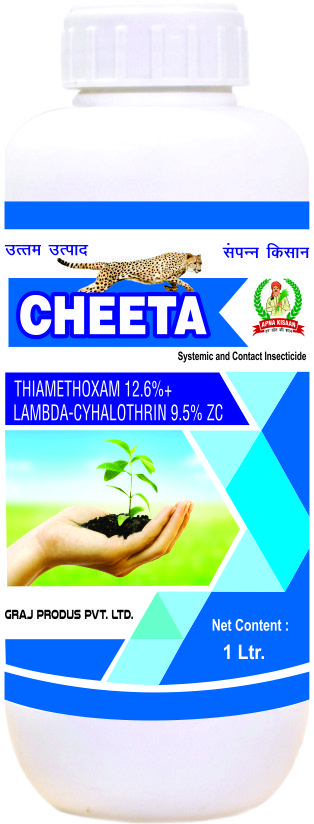 उत्तम उत्पाद
संपन्न किसान
CHEETA
APNA KISAAN
Systemic and Contact Insecticide
THIAMETHOXAM 12.6%+
LAMBDA-CYHALOTHRIN 9.5% ZC
GRAJ PRODUS PVT. LTD.
Net Content :
1 Ltr.